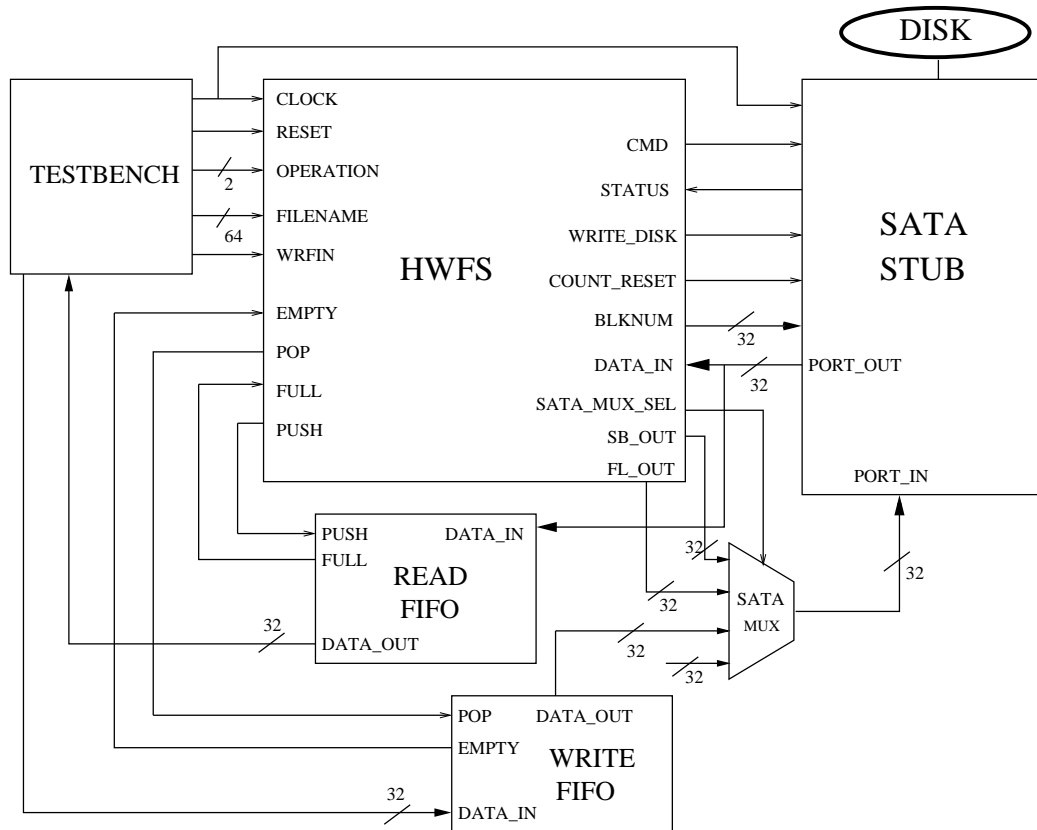 DISK
CLOCK
RESET
CMD
TESTBENCH
OPERATION
2
STATUS
FILENAME
64
SATA
STUB
WRITE_DISK
WRFIN
HWFS
COUNT_RESET
EMPTY
BLKNUM
32
POP
DATA_IN
32
PORT_OUT
FULL
SATA_MUX_SEL
PUSH
SB_OUT
FL_OUT
PORT_IN
PUSH
DATA_IN
FULL
READ
FIFO
32
32
SATA
MUX
32
32
DATA_OUT
32
32
32
POP
DATA_OUT
EMPTY
WRITE
FIFO
32
DATA_IN